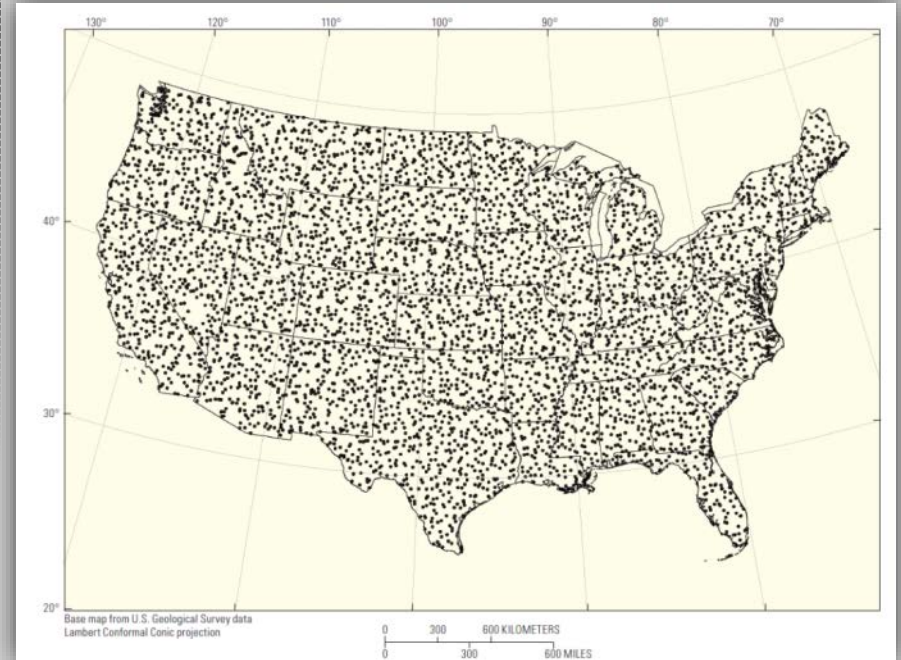 130° 120° 110° 100° 90° 80° 70°
40°
30°
20°
Base map from U.S. Geological Survey data
Lambert Conformal Conic projection
0 300 600 KILOMETERS
0 300 600 MILES